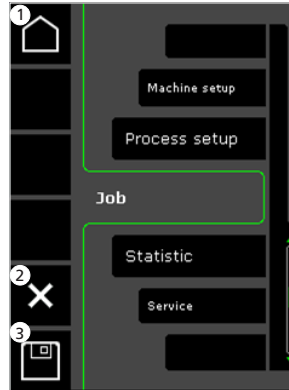 1
Machine setup
Process setup
Job
Statistic
2
Service
3